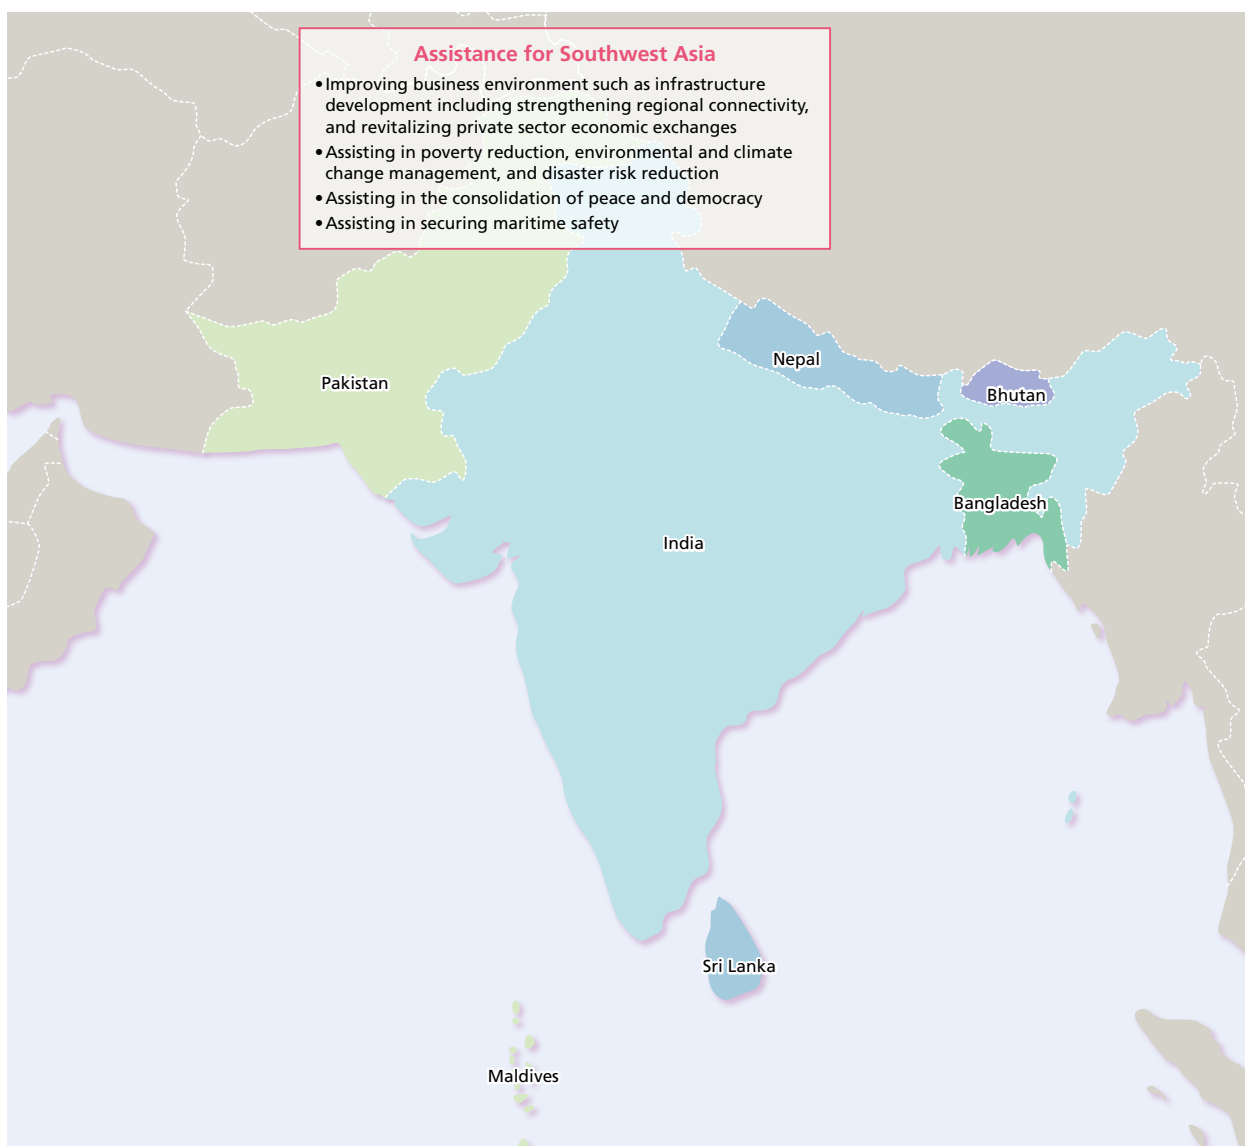 Assistance for Southwest Asia
•Improving business environment such as infrastructure
development including strengthening regional connectivity,
and revitalizing private sector economic exchanges
•Assisting in poverty reduction, environmental and climate
change management, and disaster risk reduction
•Assisting in the consolidation of peace and democracy
•Assisting in securing maritime safety
Nepal
Pakistan
Bhutan
Bangladesh
India
Sri Lanka
Maldives